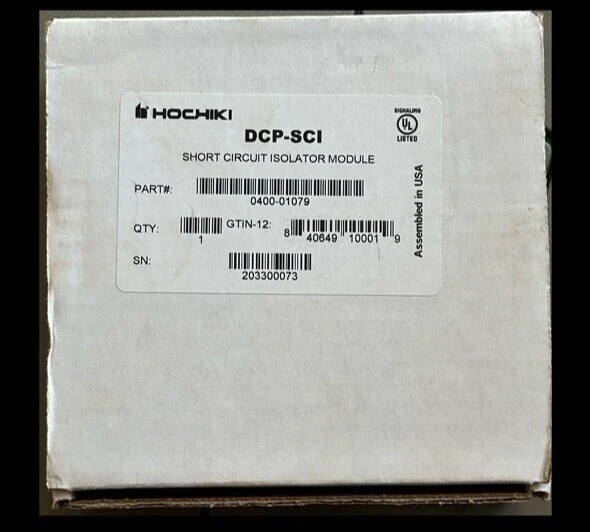 HOCHIKI
DCP-SCI
SHORT CIRCUIT ISOLATOR MODULE
SIGNALING
UL
LISTED
PART#:
0400-01079
QTY:
1
GTIN-12:
8 40649 10001 9
SN:
203300073
Assembled in USA